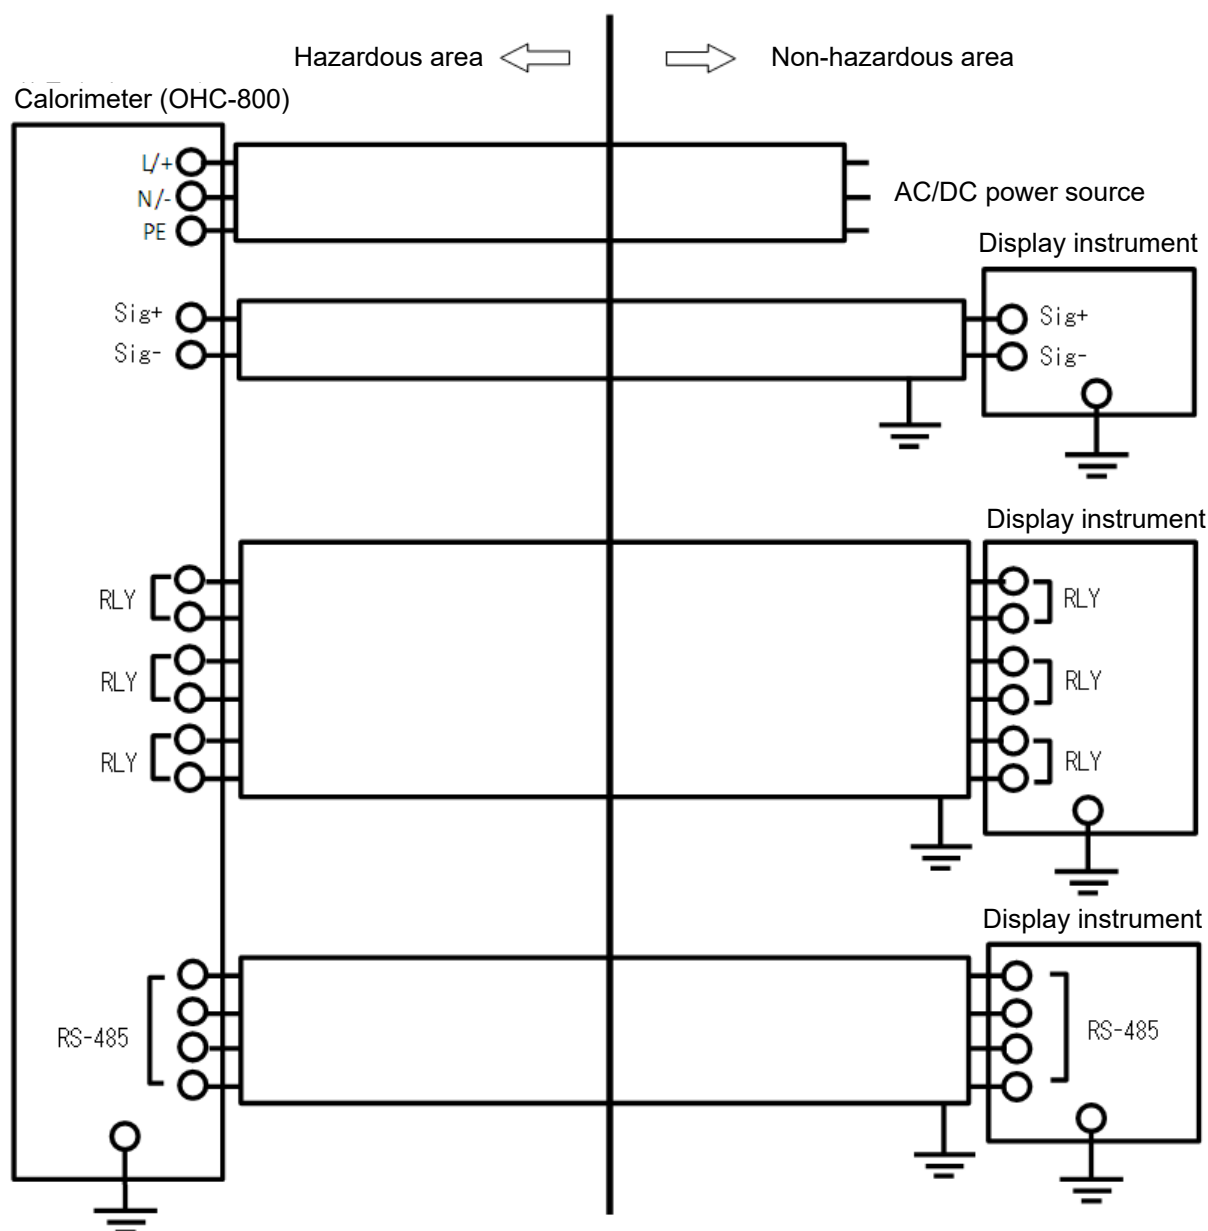 Hazardous area
Non-hazardous area
Calorimeter (OHC-800)
L/+
N/-
PE
AC/DC power source
Display instrument
Sig+
Sig-
Sig+
Sig-
Display instrument
RLY
RLY
RLY
RLY
RLY
RLY
Display instrument
RS-485
RS-485